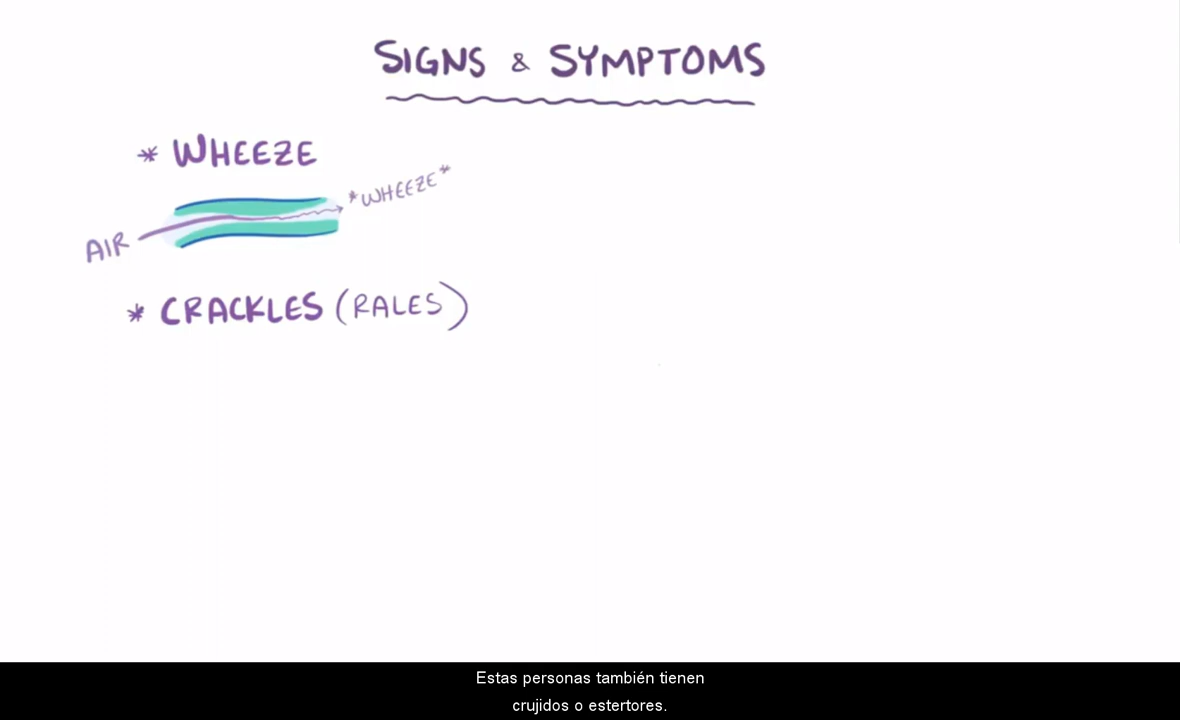 SIGNS & SYMPTOMS
* WHEEZE
*WHEEZE*
AIR
* CRACKLES (RALES)
Estas personas también tienen
crujidos o estertores.